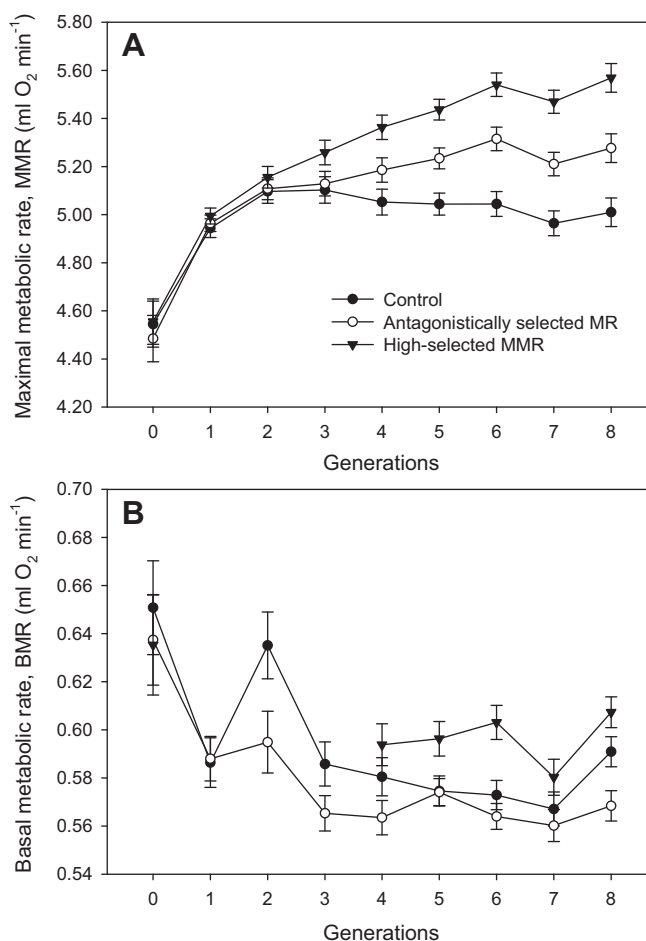 A
Maximal metabolic rate, MMR (ml O2 min-1)
5.80
5.60
5.40
5.20
5.00
4.80
4.60
4.40
4.20
Control
Antagonistically selected MR
High-selected MMR
0 1 2 3 4 5 6 7 8
Generations
B
Basal metabolic rate, BMR (ml O2 min-1)
0.70
0.68
0.66
0.64
0.62
0.60
0.58
0.56
0.54
0 1 2 3 4 5 6 7 8
Generations